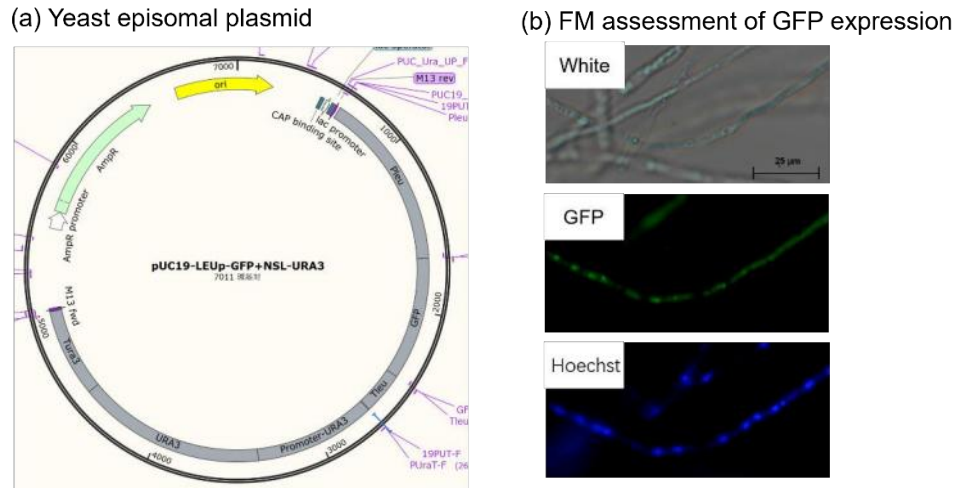 (a) Yeast episomal plasmid
(b) FM assessment of GFP expression
7000
ori
PUC_Ura_UP_F
M13 rev
PUC19_
19PUT
Pleu
CAP binding site
lac promoter
1000
6000
AmpR
AmpR promoter
Pleu
pUC19-LEUp-GFP+NSL-URA3
7011
2000
GFP
M13 fwd
5000
Tura3
Tleu
GF
Tleu
URA3
Promoter-URA3
4000
3000
19PUT-F
PUraT-F (26
White
25 µm
GFP
Hoechst